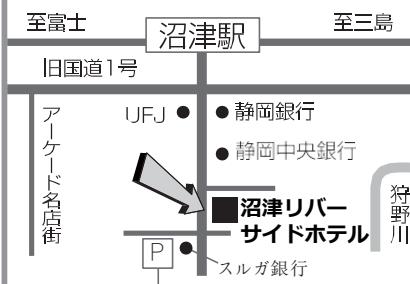 至富士
沼津駅
至三島
旧国道1号
アーケード名店街
UFJ
静岡銀行
静岡中央銀行
沼津リバー
サイドホテル
狩野川
P
スルガ銀行